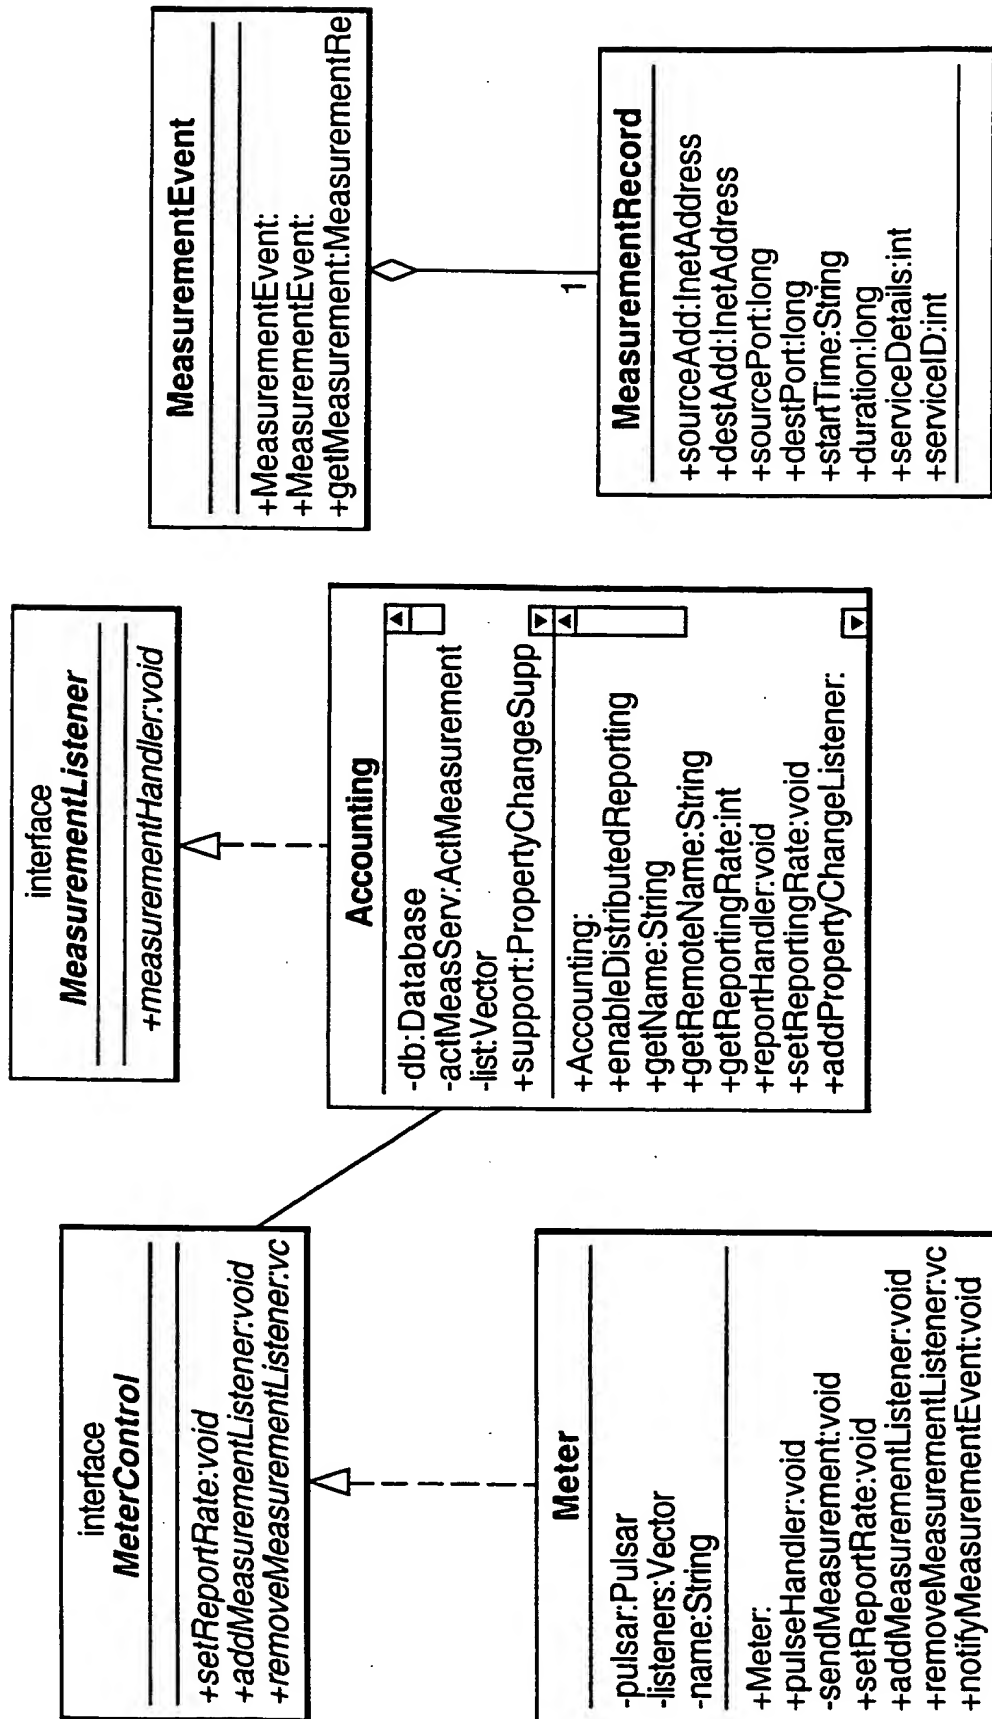 interface
MeterControl
+setReportRate:void
+addMeasurementListener:void
+removeMeasurementListener:vc
Meter
-pulsar:Pulsar
-listeners:Vector
-name:String
+Meter:
+pulseHandler:void
-sendMeasurement:void
+setReportRate:void
+addMeasurementListener:void
+removeMeasurementListener:vc
+notifyMeasurementEvent:void
interface
MeasurementListener
+measurementHandler:void
Accounting
-db:Database
-actMeasServ:ActMeasurement
-list:Vector
+support:PropertyChangeSupp
+Accounting:
+enableDistributedReporting
+getName:String
+getRemoteName:String
+getReportingRate:int
+reportHandler:void
+setReportingRate:void
+addPropertyChangeListener:
MeasurementEvent
+MeasurementEvent:
+MeasurementEvent:
+getMeasurement:MeasurementRe
1
MeasurementRecord
+sourceAdd:InetAddress
+destAdd:InetAddress
+sourcePort:long
+destPort:long
+startTime:String
+duration:long
+serviceDetails:int
+serviceID:int